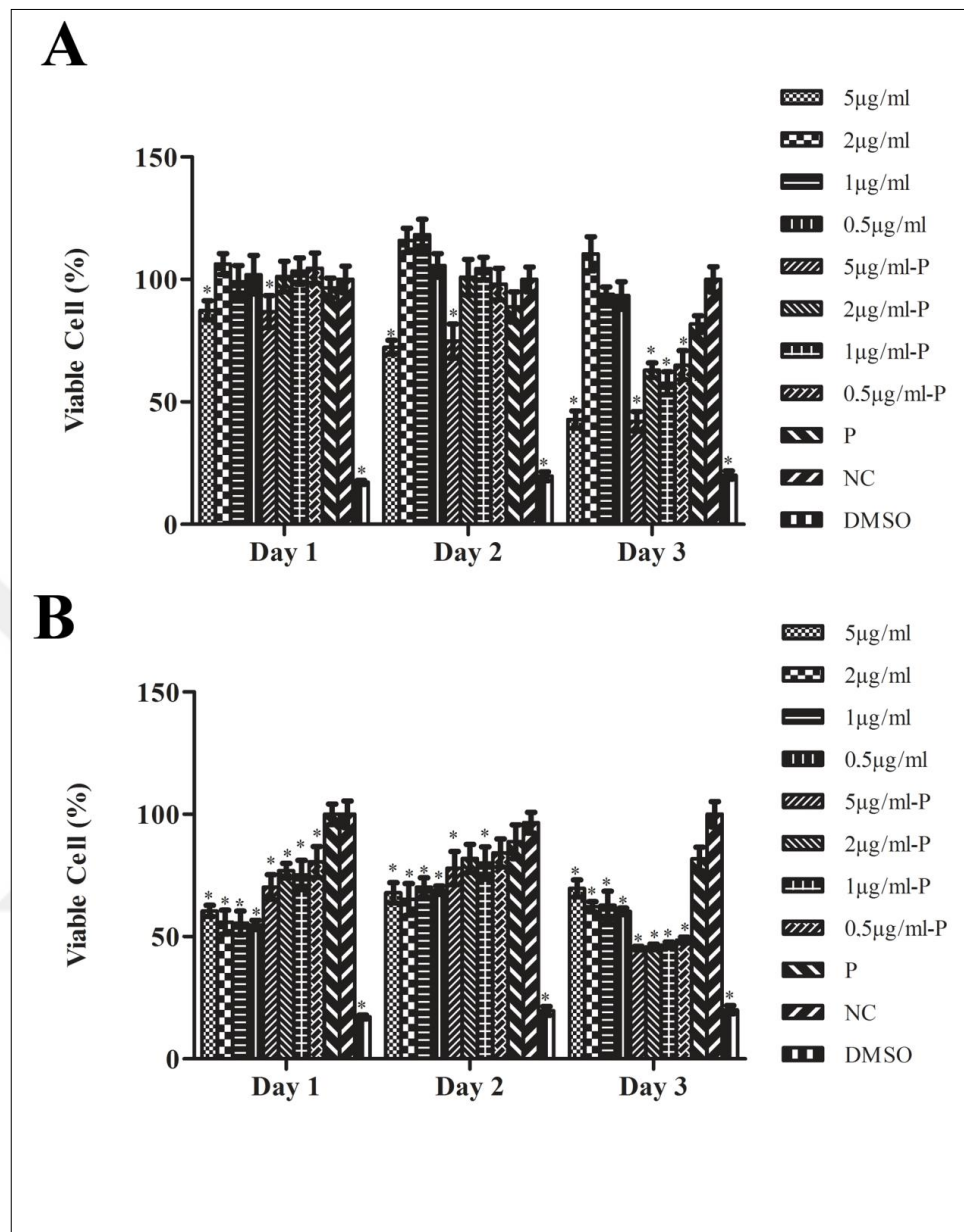 A
150
100
50
0
Viable Cell (%)
* * * * * * * * * * * *
Day 1
Day 2
Day 3
5µg/ml
2µg/ml
1µg/ml
0.5µg/ml
5µg/ml-P
2µg/ml-P
1µg/ml-P
0.5µg/ml-P
P
NC
DMSO
B
150
100
50
0
Viable Cell (%)
* * * * * * * * * * * * * * * * * * * * * * * * *
Day 1
Day 2
Day 3
5µg/ml
2µg/ml
1µg/ml
0.5µg/ml
5µg/ml-P
2µg/ml-P
1µg/ml-P
0.5µg/ml-P
P
NC
DMSO